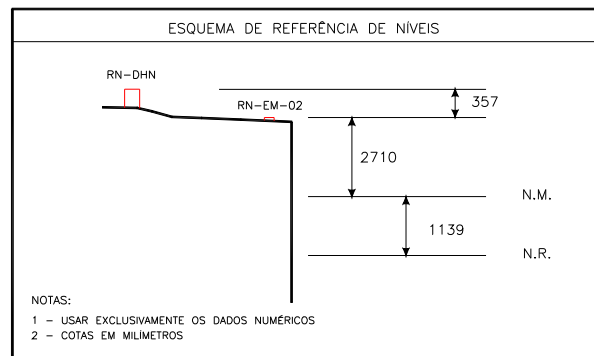 ESQUEMA DE REFERÊNCIA DE NÍVEIS
RN-DHN
357
RN-EM-02
2710
N.M.
1139
N.R.
NOTAS:
1 - USAR EXCLUSIVAMENTE OS DADOS NUMÉRICOS
2 - COTAS EM MILÍMETROS